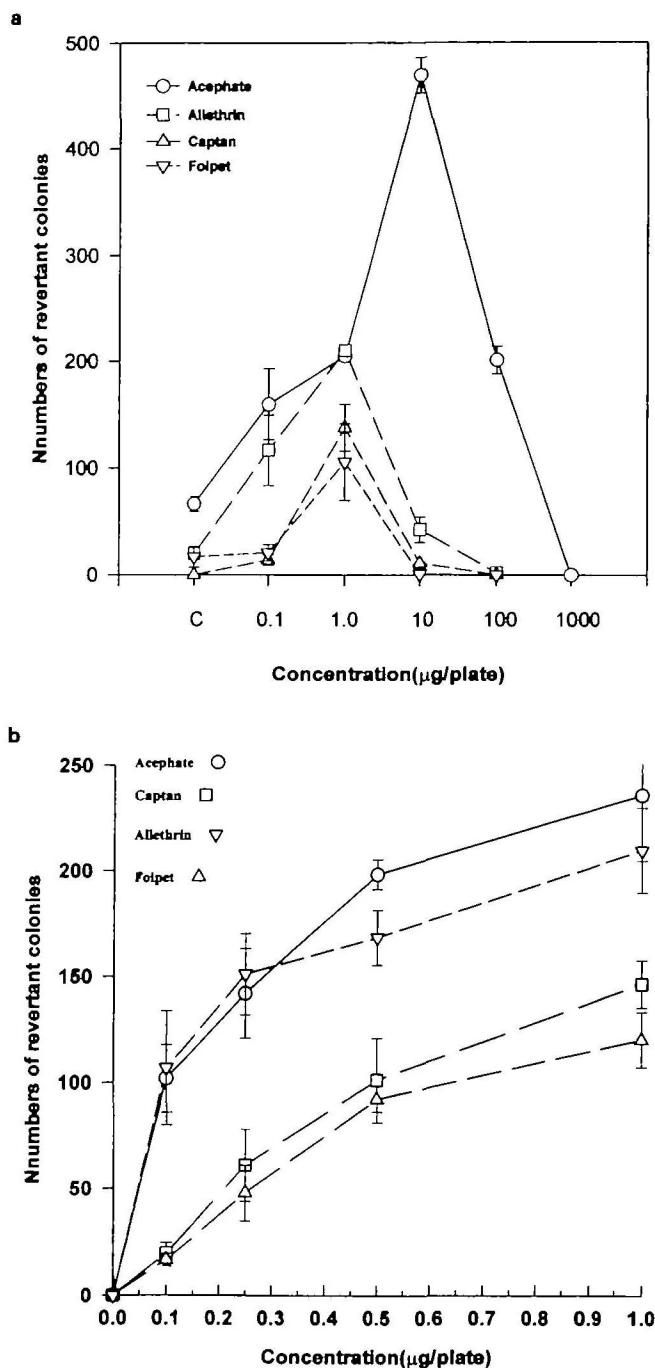 a
500
400
300
200
100
0
Acephate
Allethrin
Captan
Folpet
Nnumbers of revertant colonies
C 0.1 1.0 10 100 1000
Concentration(µg/plate)
b
250
200
150
100
50
0
Acephate
Captan
Allethrin
Folpet
Nnumbers of revertant colonies
0.0 0.1 0.2 0.3 0.4 0.5 0.6 0.7 0.8 0.9 1.0
Concentration(µg/plate)